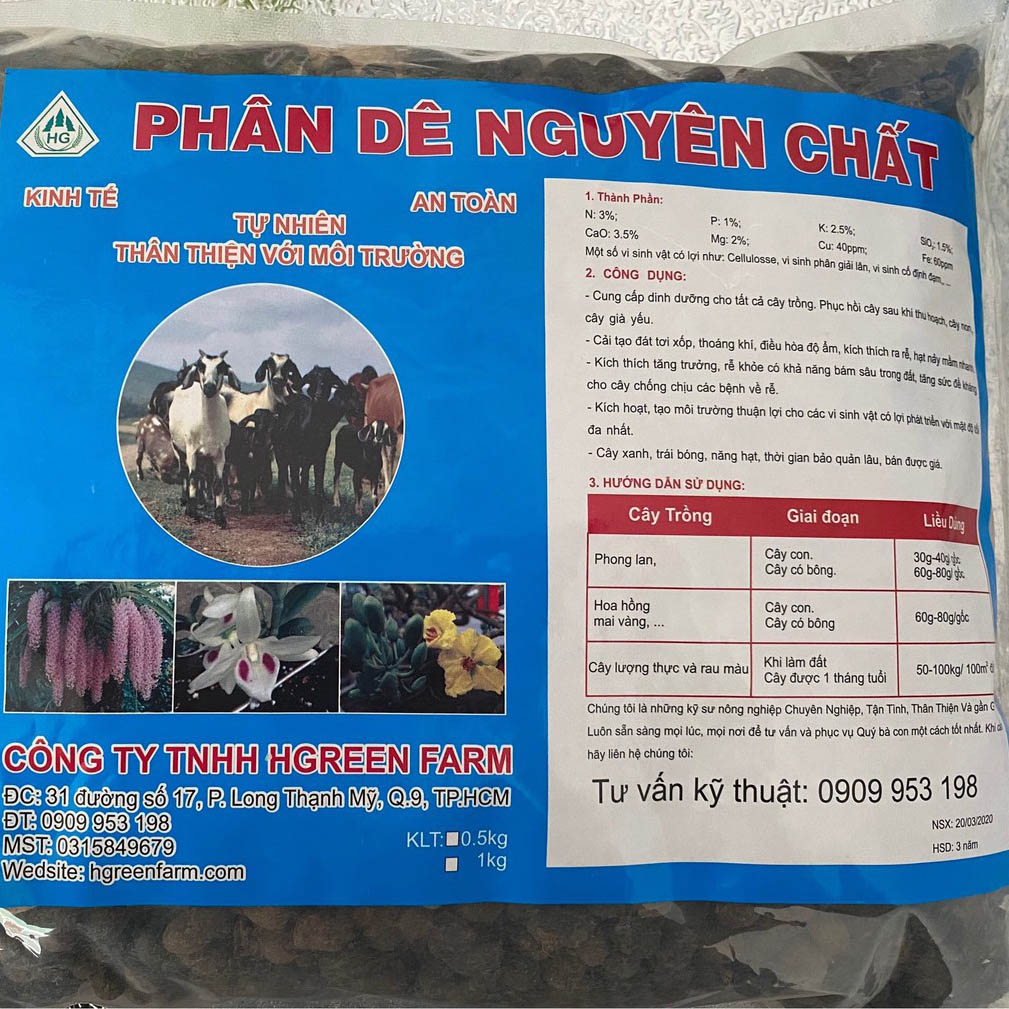 HG
PHÂN DÊ NGUYÊN CHẤT
KINH TẾ
AN TOÀN
TỰ NHIÊN
THÂN THIỆN VỚI MÔI TRƯỜNG
1. Thành Phần:
N: 3%; P: 1%; K: 2.5%; SiO2: 1.5%;
CaO: 3.5% Mg: 2%; Cu: 40ppm; Fe: 60ppm
Một số vi sinh vật có lợi như: Cellulosse, vi sinh phân giải lân, vi sinh cố định đạm, ...
2. CÔNG DỤNG:
- Cung cấp dinh dưỡng cho tất cả cây trồng. Phục hồi cây sau khi thu hoạch, cây non,
cây già yếu.
- Cải tạo đất tơi xốp, thoáng khí, điều hòa độ ẩm, kích thích ra rễ, hạt nảy mầm nhanh
- Kích thích tăng trưởng, rễ khỏe có khả năng bám sâu trong đất, tăng sức đề kháng
cho cây chống chịu các bệnh về rễ.
- Kích hoạt, tạo môi trường thuận lợi cho các vi sinh vật có lợi phát triển với mật độ tối
đa nhất.
- Cây xanh, trái bóng, năng hạt, thời gian bảo quản lâu, bán được giá.
3. HƯỚNG DẪN SỬ DỤNG:
Cây Trồng Giai đoạn Liều Dùng
Phong lan, Cây con. 30g-40g/ gốc
Cây có bông. 60g-80g/ gốc
Hoa hồng Cây con. 60g-80g/gốc
mai vàng, ... Cây có bông
Cây lượng thực và rau màu Khi làm đất 50-100kg/ 100m²
Cây được 1 tháng tuổi
Chúng tôi là những kỹ sư nông nghiệp Chuyên Nghiệp, Tận Tình, Thân Thiện Và gần
Luôn sẵn sàng mọi lúc, mọi nơi để tư vấn và phục vụ Quý bà con một cách tốt nhất. Khi
hãy liên hệ chúng tôi:
Tư vấn kỹ thuật: 0909 953 198
NSX: 20/03/2020
HSD: 3 năm
CÔNG TY TNHH HGREEN FARM
ĐC: 31 đường số 17, P. Long Thạnh Mỹ, Q.9, TP.HCM
ĐT: 0909 953 198
MST: 0315849679
Wedsite: hgreenfarm.com
KLT: 0.5kg
1kg